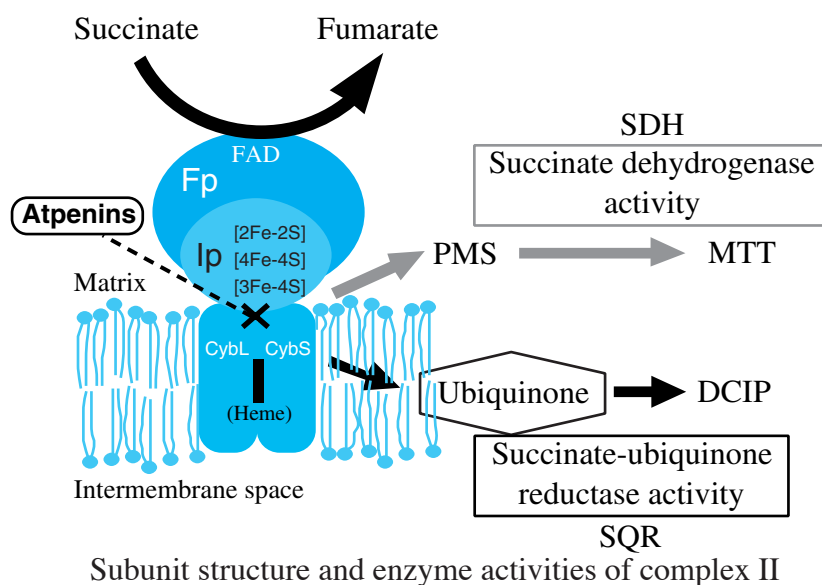 Succinate
Fumarate
SDH
FAD
Succinate dehydrogenase
activity
Fp
Atpenins
[2Fe-2S]
Ip
[4Fe-4S]
PMS
MTT
Matrix
[3Fe-4S]
CybL
CybS
Ubiquinone
DCIP
(Heme)
Succinate-ubiquinone
reductase activity
Intermembrane space
SQR
Subunit structure and enzyme activities of complex II